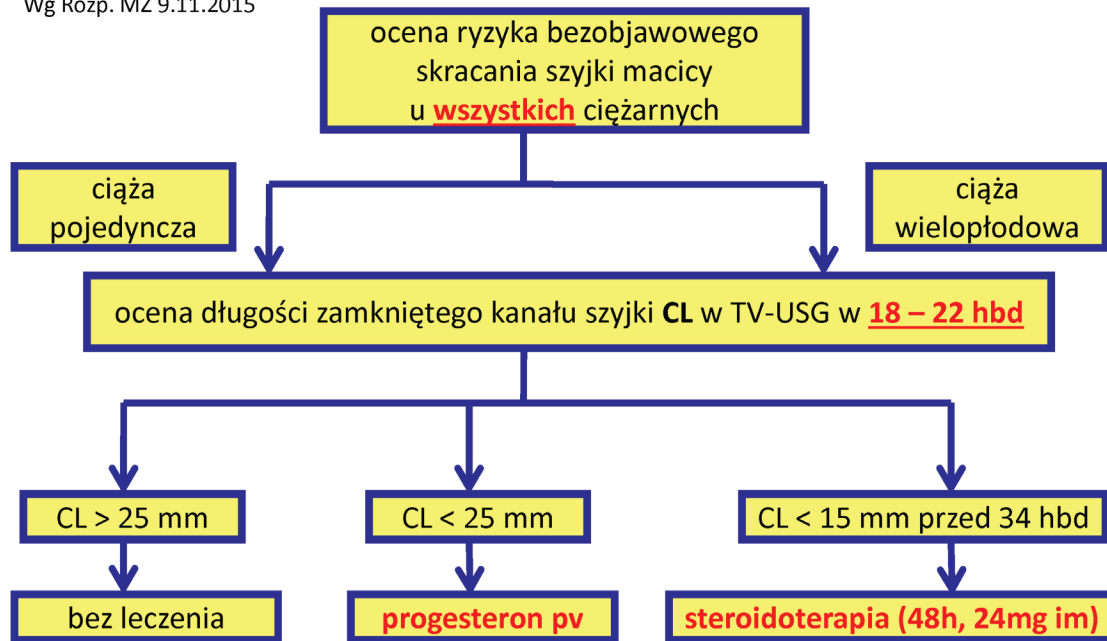 Wg Rozp. MZ 9.11.2015
ocena ryzyka bezobjawowego
skracania szyjki macicy
u wszystkich ciężarnych
ciąża
pojedyncza
ciąża
wielopłodowa
ocena długości zamkniętego kanału szyjki CL w TV-USG w 18 – 22 hbd
CL > 25 mm
CL < 25 mm
CL < 15 mm przed 34 hbd
bez leczenia
progesteron pv
steroidoterapia (48h, 24mg im)